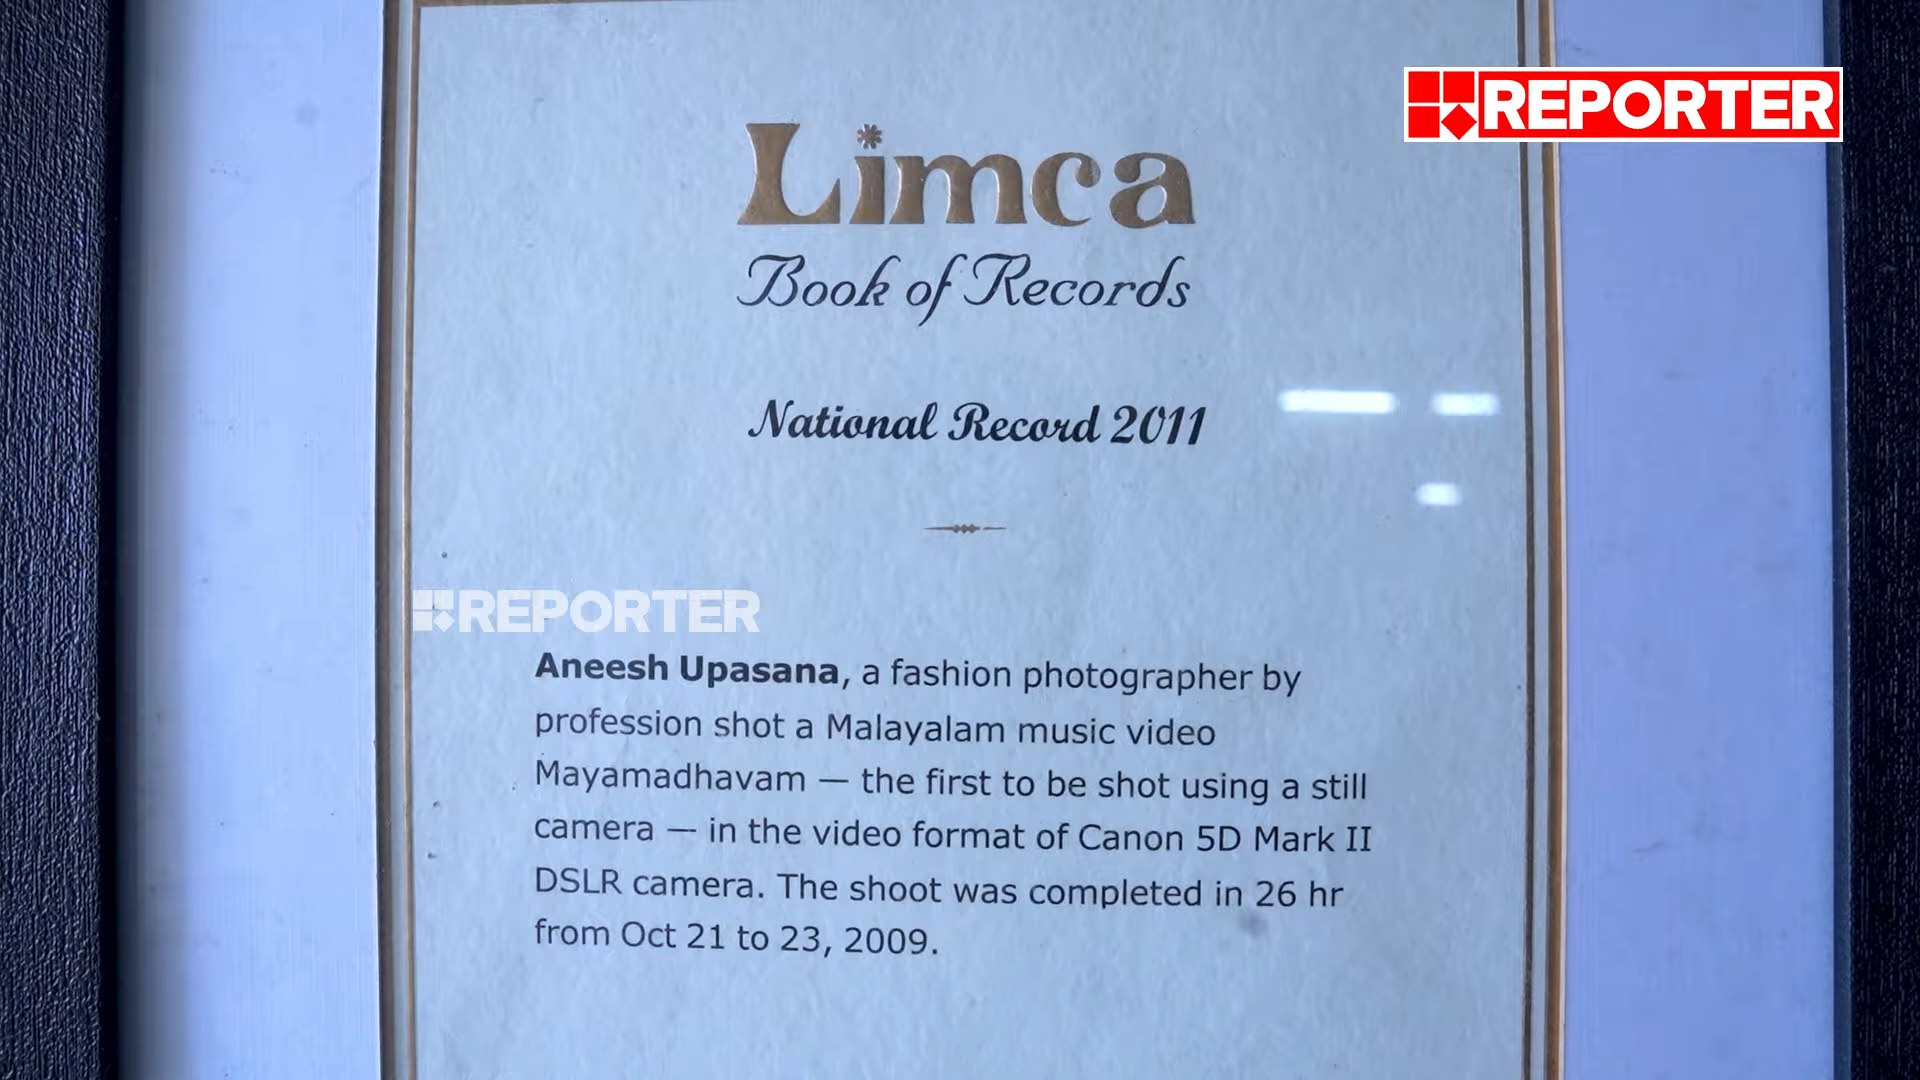 REPORTER
Limca
Book of Records
National Record 2011
REPORTER
Aneesh Upasana, a fashion photographer by
profession shot a Malayalam music video
Mayamadhavam — the first to be shot using a still
camera — in the video format of Canon 5D Mark II
DSLR camera. The shoot was completed in 26 hr
from Oct 21 to 23, 2009.